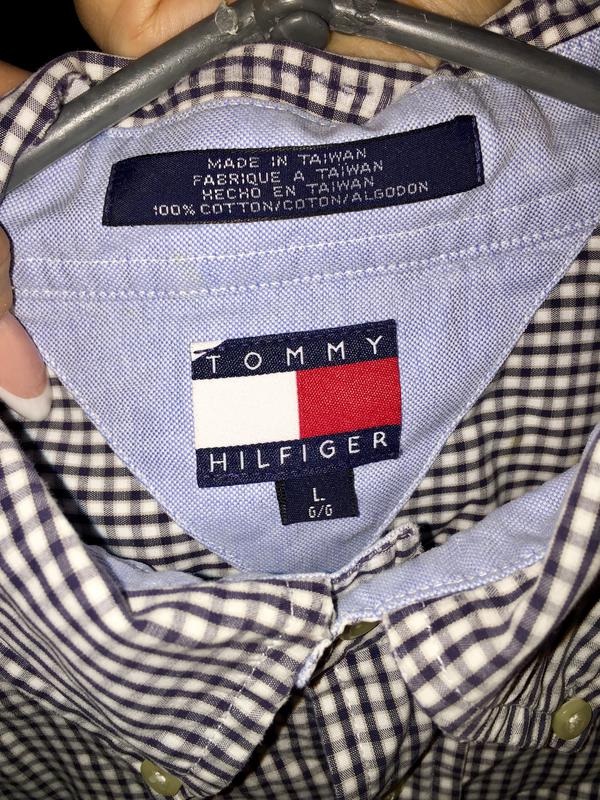 MADE IN TAIWAN
FABRIQUE A TAIWAN
HECHO EN TAIWAN
100% COTTON/COTON/ALGODON
TOMMY
HILFIGER
L
G/G